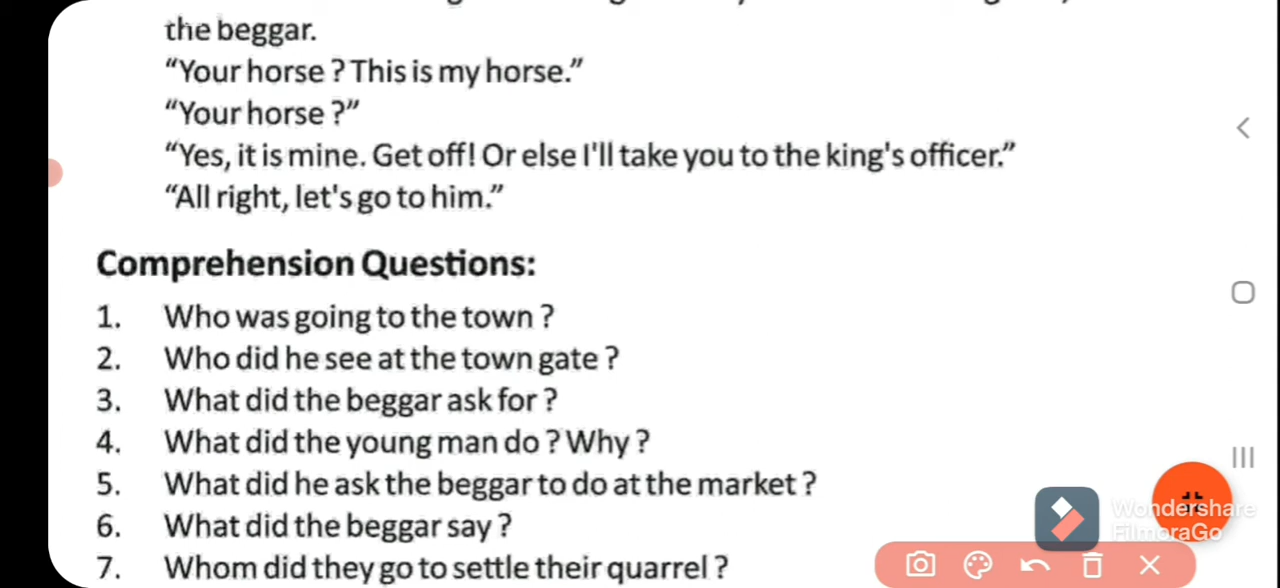 the beggar.
“Your horse ? This is my horse.”
“Your horse ?”
“Yes, it is mine. Get off! Or else I'll take you to the king's officer.”
“All right, let's go to him.”
Comprehension Questions:
1. Who was going to the town ?
2. Who did he see at the town gate ?
3. What did the beggar ask for ?
4. What did the young man do ? Why ?
5. What did he ask the beggar to do at the market ?
6. What did the beggar say ?
7. Whom did they go to settle their quarrel ?
Wondershare
FilmoraGo